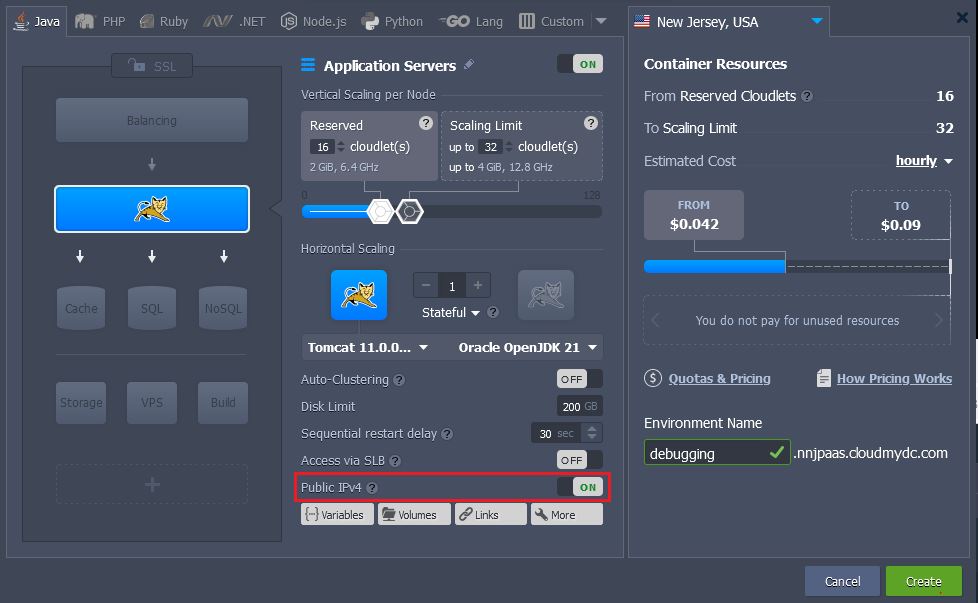 Java
PHP
Ruby
.NET
Node.js
Python
GO Lang
Custom
New Jersey, USA
SSL
Balancing
Cache
SQL
NoSQL
Storage
VPS
Build
Application Servers
ON
Vertical Scaling per Node
Reserved ?
16 cloudlet(s)
2 GiB, 6.4 GHz
Scaling Limit ?
up to 32 cloudlet(s)
up to 4 GiB, 12.8 GHz
0 128
Horizontal Scaling
− 1 +
Stateful ?
Tomcat 11.0.0... Oracle OpenJDK 21
Auto-Clustering ? OFF
Disk Limit 200 GB
Sequential restart delay ? 30 sec
Access via SLB ? OFF
Public IPv4 ? ON
Variables Volumes Links More
Container Resources
From Reserved Cloudlets ? 16
To Scaling Limit 32
Estimated Cost hourly
FROM
$0.042
TO
$0.09
You do not pay for unused resources
$ Quotas & Pricing How Pricing Works
Environment Name
debugging .nnjpaas.cloudmydc.com
Cancel Create